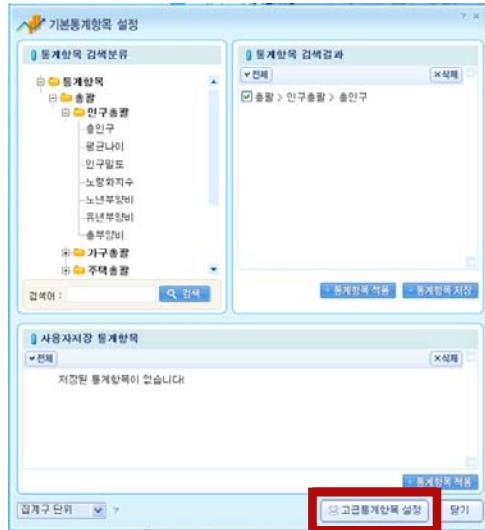 기본통계항목 설정
? ×
통계항목 검색분류
통계항목
총괄
인구총괄
총인구
평균나이
인구밀도
노령화지수
노년부양비
유년부양비
총부양비
가구총괄
주택총괄
검색어 :
검색
통계항목 검색결과
전체
×삭제
총괄 > 인구총괄 > 총인구
통계항목 적용
통계항목 저장
사용자저장 통계항목
전체
×삭제
저장된 통계항목이 없습니다!
통계항목 적용
집계구 단위
?
고급통계항목 설정
닫기